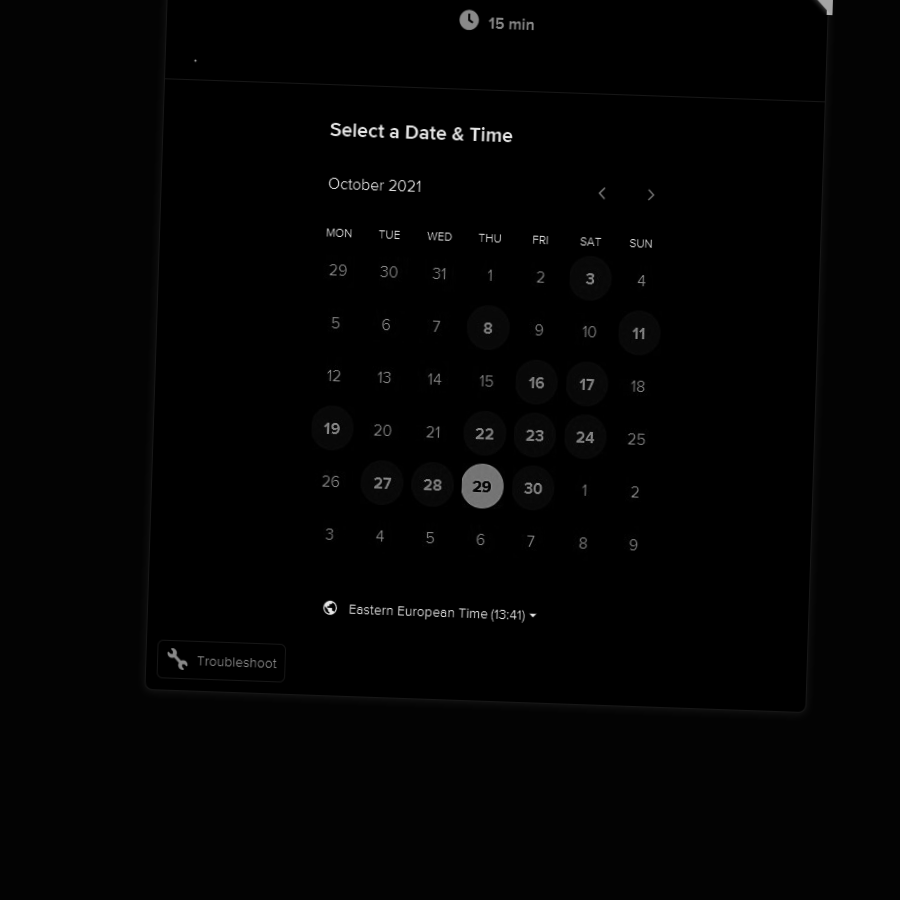 15 min
.
Select a Date & Time
October 2021
MON TUE WED THU FRI SAT SUN
29 30 31 1 2 3 4
5 6 7 8 9 10 11
12 13 14 15 16 17 18
19 20 21 22 23 24 25
26 27 28 29 30 1 2
3 4 5 6 7 8 9
Eastern European Time (13:41)
Troubleshoot